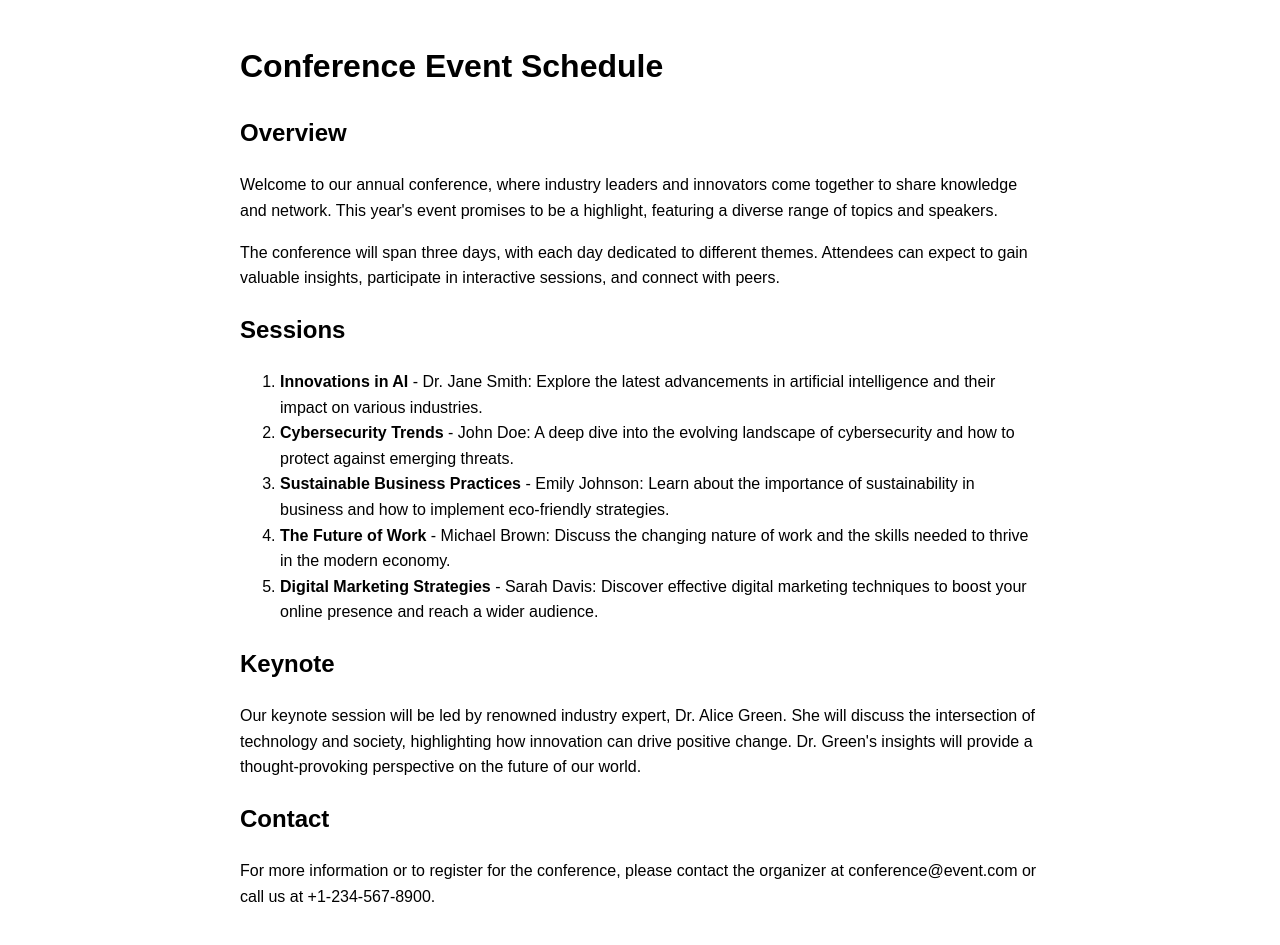 Conference Event Schedule
Overview
Welcome to our annual conference, where industry leaders and innovators come together to share knowledge
and network. This year's event promises to be a highlight, featuring a diverse range of topics and speakers.
The conference will span three days, with each day dedicated to different themes. Attendees can expect to gain
valuable insights, participate in interactive sessions, and connect with peers.
Sessions
1. Innovations in AI - Dr. Jane Smith: Explore the latest advancements in artificial intelligence and their
impact on various industries.
2. Cybersecurity Trends - John Doe: A deep dive into the evolving landscape of cybersecurity and how to
protect against emerging threats.
3. Sustainable Business Practices - Emily Johnson: Learn about the importance of sustainability in
business and how to implement eco-friendly strategies.
4. The Future of Work - Michael Brown: Discuss the changing nature of work and the skills needed to thrive
in the modern economy.
5. Digital Marketing Strategies - Sarah Davis: Discover effective digital marketing techniques to boost your
online presence and reach a wider audience.
Keynote
Our keynote session will be led by renowned industry expert, Dr. Alice Green. She will discuss the intersection of
technology and society, highlighting how innovation can drive positive change. Dr. Green's insights will provide a
thought-provoking perspective on the future of our world.
Contact
For more information or to register for the conference, please contact the organizer at conference@event.com or
call us at +1-234-567-8900.